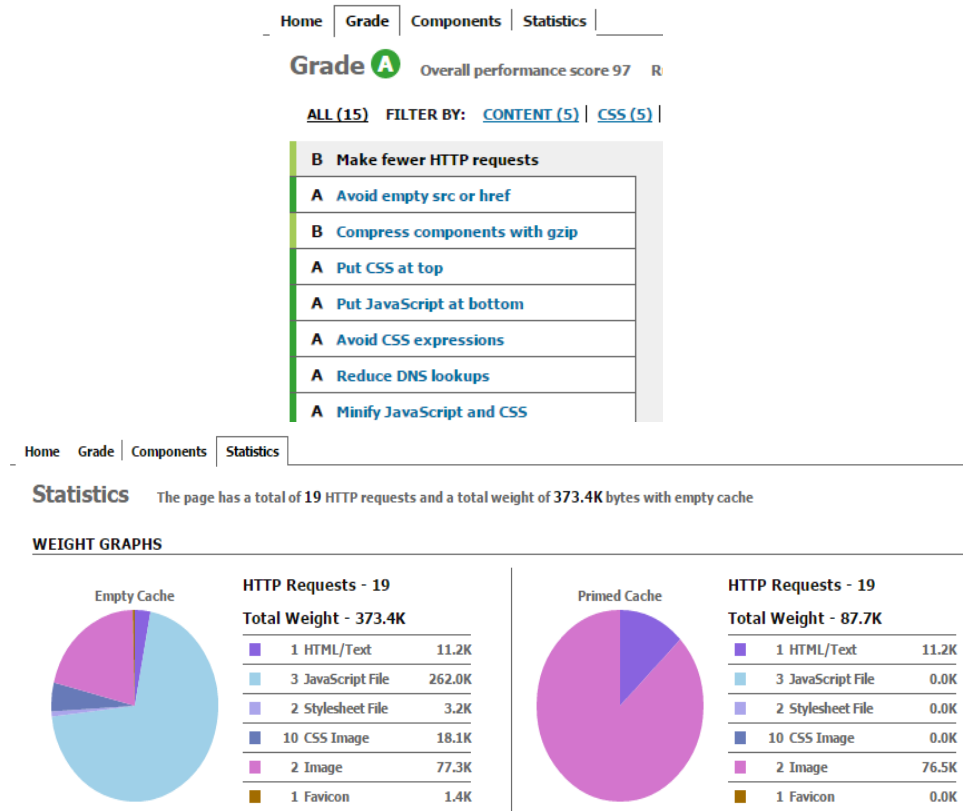 Home Grade Components Statistics
Grade A Overall performance score 97
ALL (15) FILTER BY: CONTENT (5) CSS (5)
B Make fewer HTTP requests
A Avoid empty src or href
B Compress components with gzip
A Put CSS at top
A Put JavaScript at bottom
A Avoid CSS expressions
A Reduce DNS lookups
A Minify JavaScript and CSS
Home Grade Components Statistics
Statistics The page has a total of 19 HTTP requests and a total weight of 373.4K bytes with empty cache
WEIGHT GRAPHS
Empty Cache
HTTP Requests - 19
Total Weight - 373.4K
1 HTML/Text 11.2K
3 JavaScript File 262.0K
2 Stylesheet File 3.2K
10 CSS Image 18.1K
2 Image 77.3K
1 Favicon 1.4K
Primed Cache
HTTP Requests - 19
Total Weight - 87.7K
1 HTML/Text 11.2K
3 JavaScript File 0.0K
2 Stylesheet File 0.0K
10 CSS Image 0.0K
2 Image 76.5K
1 Favicon 0.0K